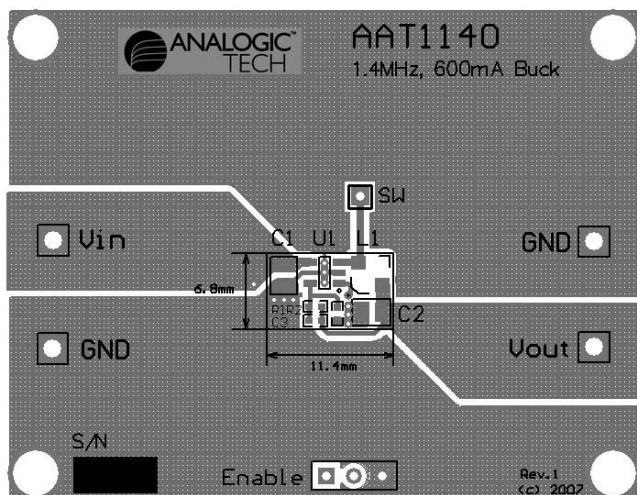 ANALOGIC™
TECH
AAT1140
1.4MHz, 600mA Buck
SW
C1 U1 L1
Vin
GND
6.8mm
R1R2
C3
C2
GND
Vout
11.4mm
S/N
Enable
Rev.1
(c) 2007